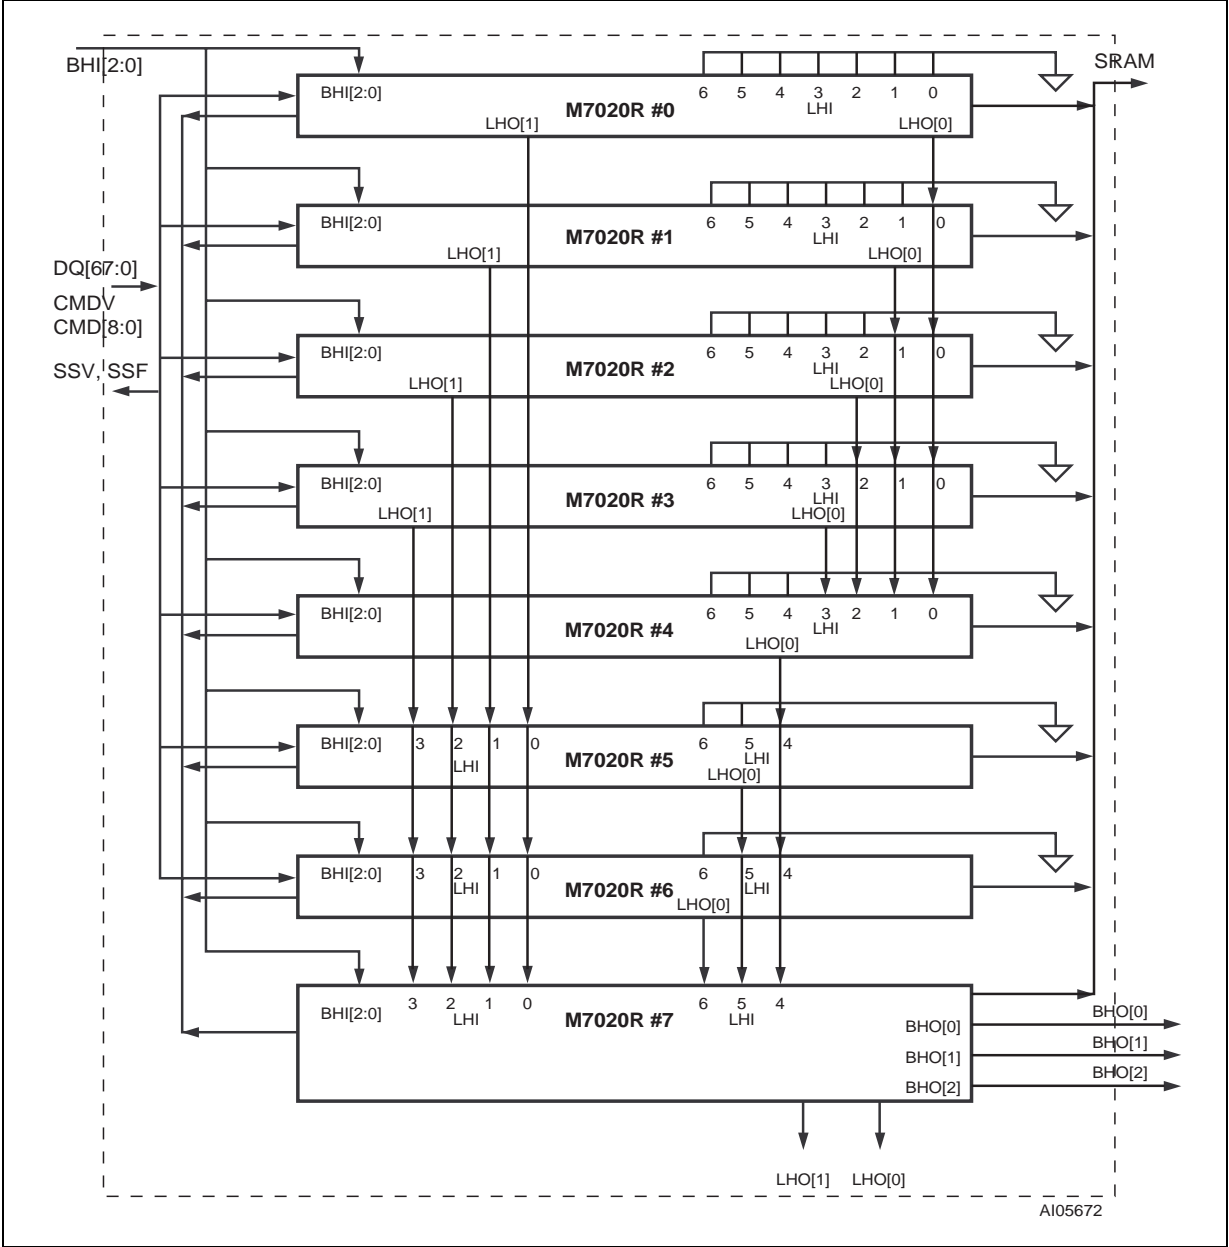 BHI[2:0]
SRAM
BHI[2:0]
6 5 4 3 2 1 0
LHI
M7020R #0
LHO[1]
LHO[0]
BHI[2:0]
6 5 4 3 2 1 0
LHI
M7020R #1
LHO[1]
LHO[0]
DQ[67:0]
CMDV
CMD[8:0]
SSV, SSF
BHI[2:0]
6 5 4 3 2 1 0
LHI
M7020R #2
LHO[1]
LHO[0]
BHI[2:0]
6 5 4 3 2 1 0
LHI
M7020R #3
LHO[1]
LHO[0]
BHI[2:0]
6 5 4 3 2 1 0
LHI
M7020R #4
LHO[0]
BHI[2:0]
3 2 1 0
LHI
M7020R #5
6 5 4
LHI
LHO[0]
BHI[2:0]
3 2 1 0
LHI
M7020R #6
6 5 4
LHI
LHO[0]
BHI[2:0]
3 2 1 0
LHI
M7020R #7
6 5 4
LHI
BHO[0]
BHO[1]
BHO[2]
BHO[0]
BHO[1]
BHO[2]
LHO[1] LHO[0]
AI05672